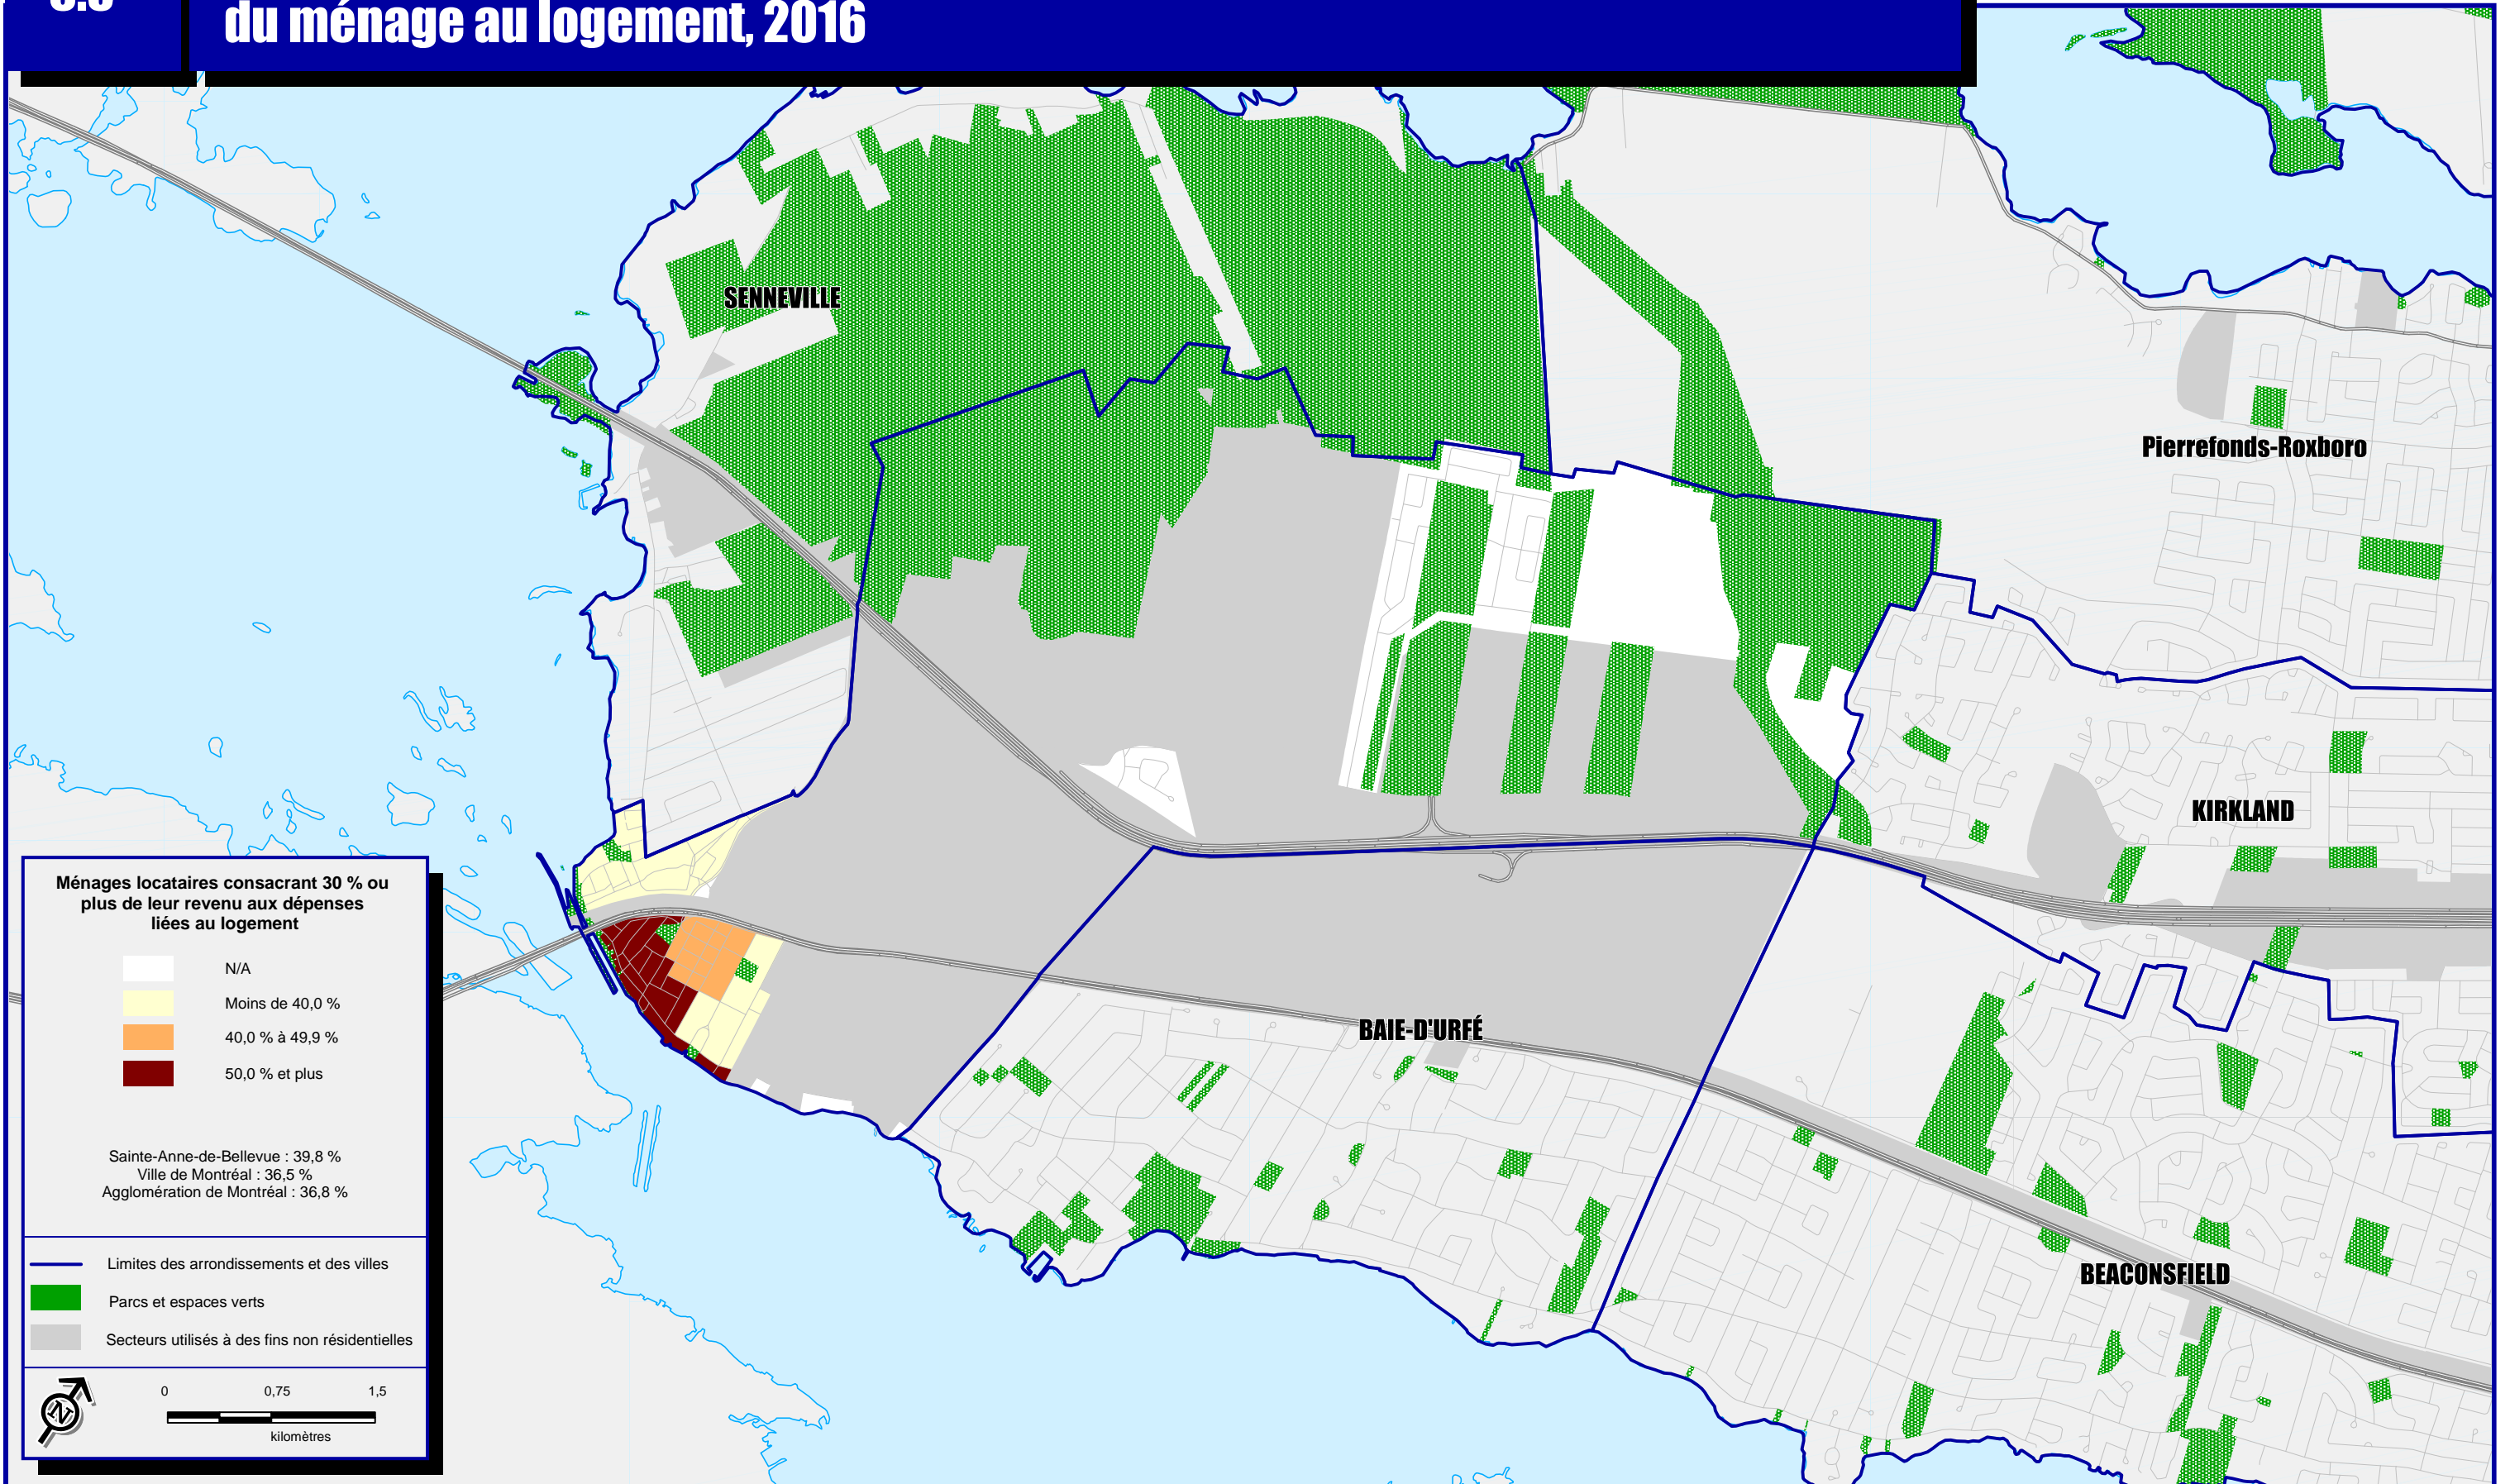 du ménage au logement, 2016
SENNEVILLE
Pierrefonds-Roxboro
KIRKLAND
BAIE-D'URFÉ
BEACONSFIELD
Ménages locataires consacrant 30 % ou
plus de leur revenu aux dépenses
liées au logement
N/A
Moins de 40,0 %
40,0 % à 49,9 %
50,0 % et plus
Sainte-Anne-de-Bellevue : 39,8 %
Ville de Montréal : 36,5 %
Agglomération de Montréal : 36,8 %
Limites des arrondissements et des villes
Parcs et espaces verts
Secteurs utilisés à des fins non résidentielles
N
0 0,75 1,5
kilomètres